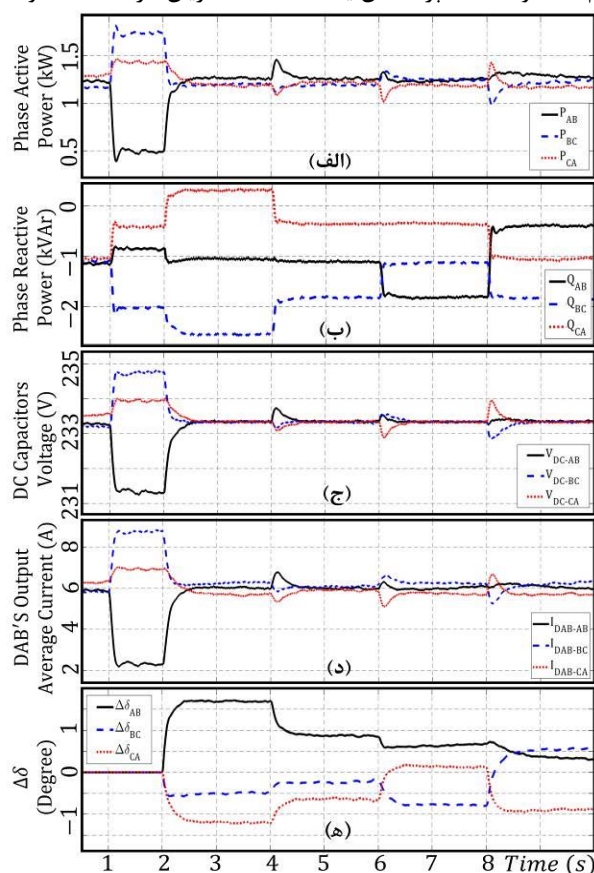 Phase Active
Power (kW)
1.5
1
0.5
P_AB
P_BC
P_CA
(الف)
Phase Reactive
Power (kVAr)
0
−1
−2
Q_AB
Q_BC
Q_CA
(ب)
DC Capacitors
Voltage (V)
235
233
231
V_DC-AB
V_DC-BC
V_DC-CA
(ج)
DAB'S Output
Average Current (A)
8
6
4
2
I_DAB-AB
I_DAB-BC
I_DAB-CA
(د)
Δδ
(Degree)
1
0
−1
Δδ_AB
Δδ_BC
Δδ_CA
(ه)
1 2 3 4 5 6 7 8 Time (s)